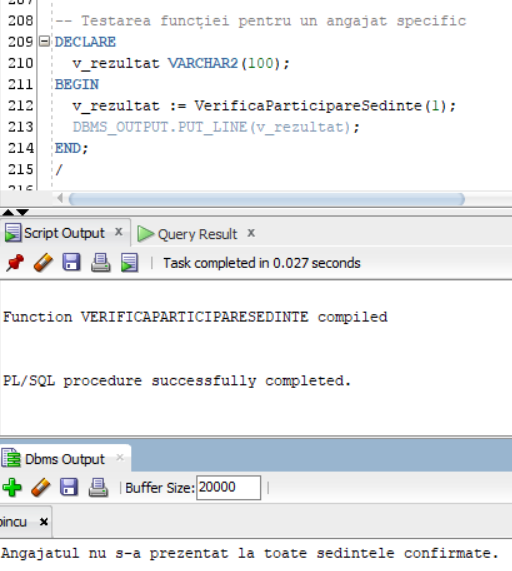 207
208 -- Testarea funcției pentru un angajat specific
209 DECLARE
210 v_rezultat VARCHAR2(100);
211 BEGIN
212 v_rezultat := VerificaParticipareSedinte(1);
213 DBMS_OUTPUT.PUT_LINE(v_rezultat);
214 END;
215 /
216
Script Output x Query Result x
Task completed in 0.027 seconds
Function VERIFICAPARTICIPARESEDINTE compiled
PL/SQL procedure successfully completed.
Dbms Output x
Buffer Size: 20000
pincu x
Angajatul nu s-a prezentat la toate sedintele confirmate.